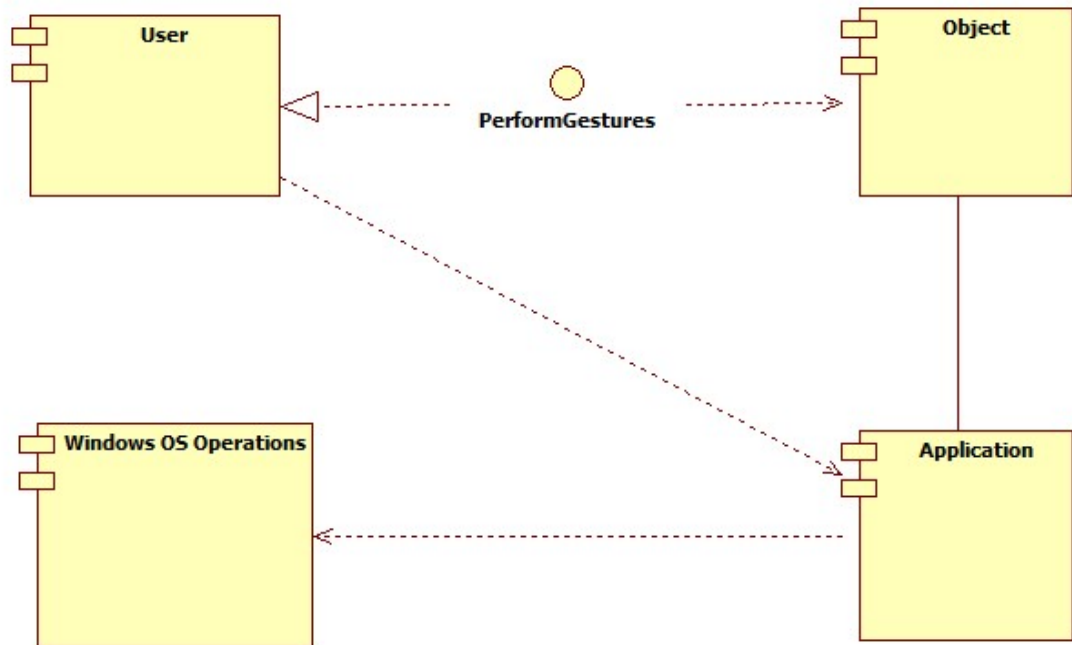 User
Object
PerformGestures
Windows OS Operations
Application